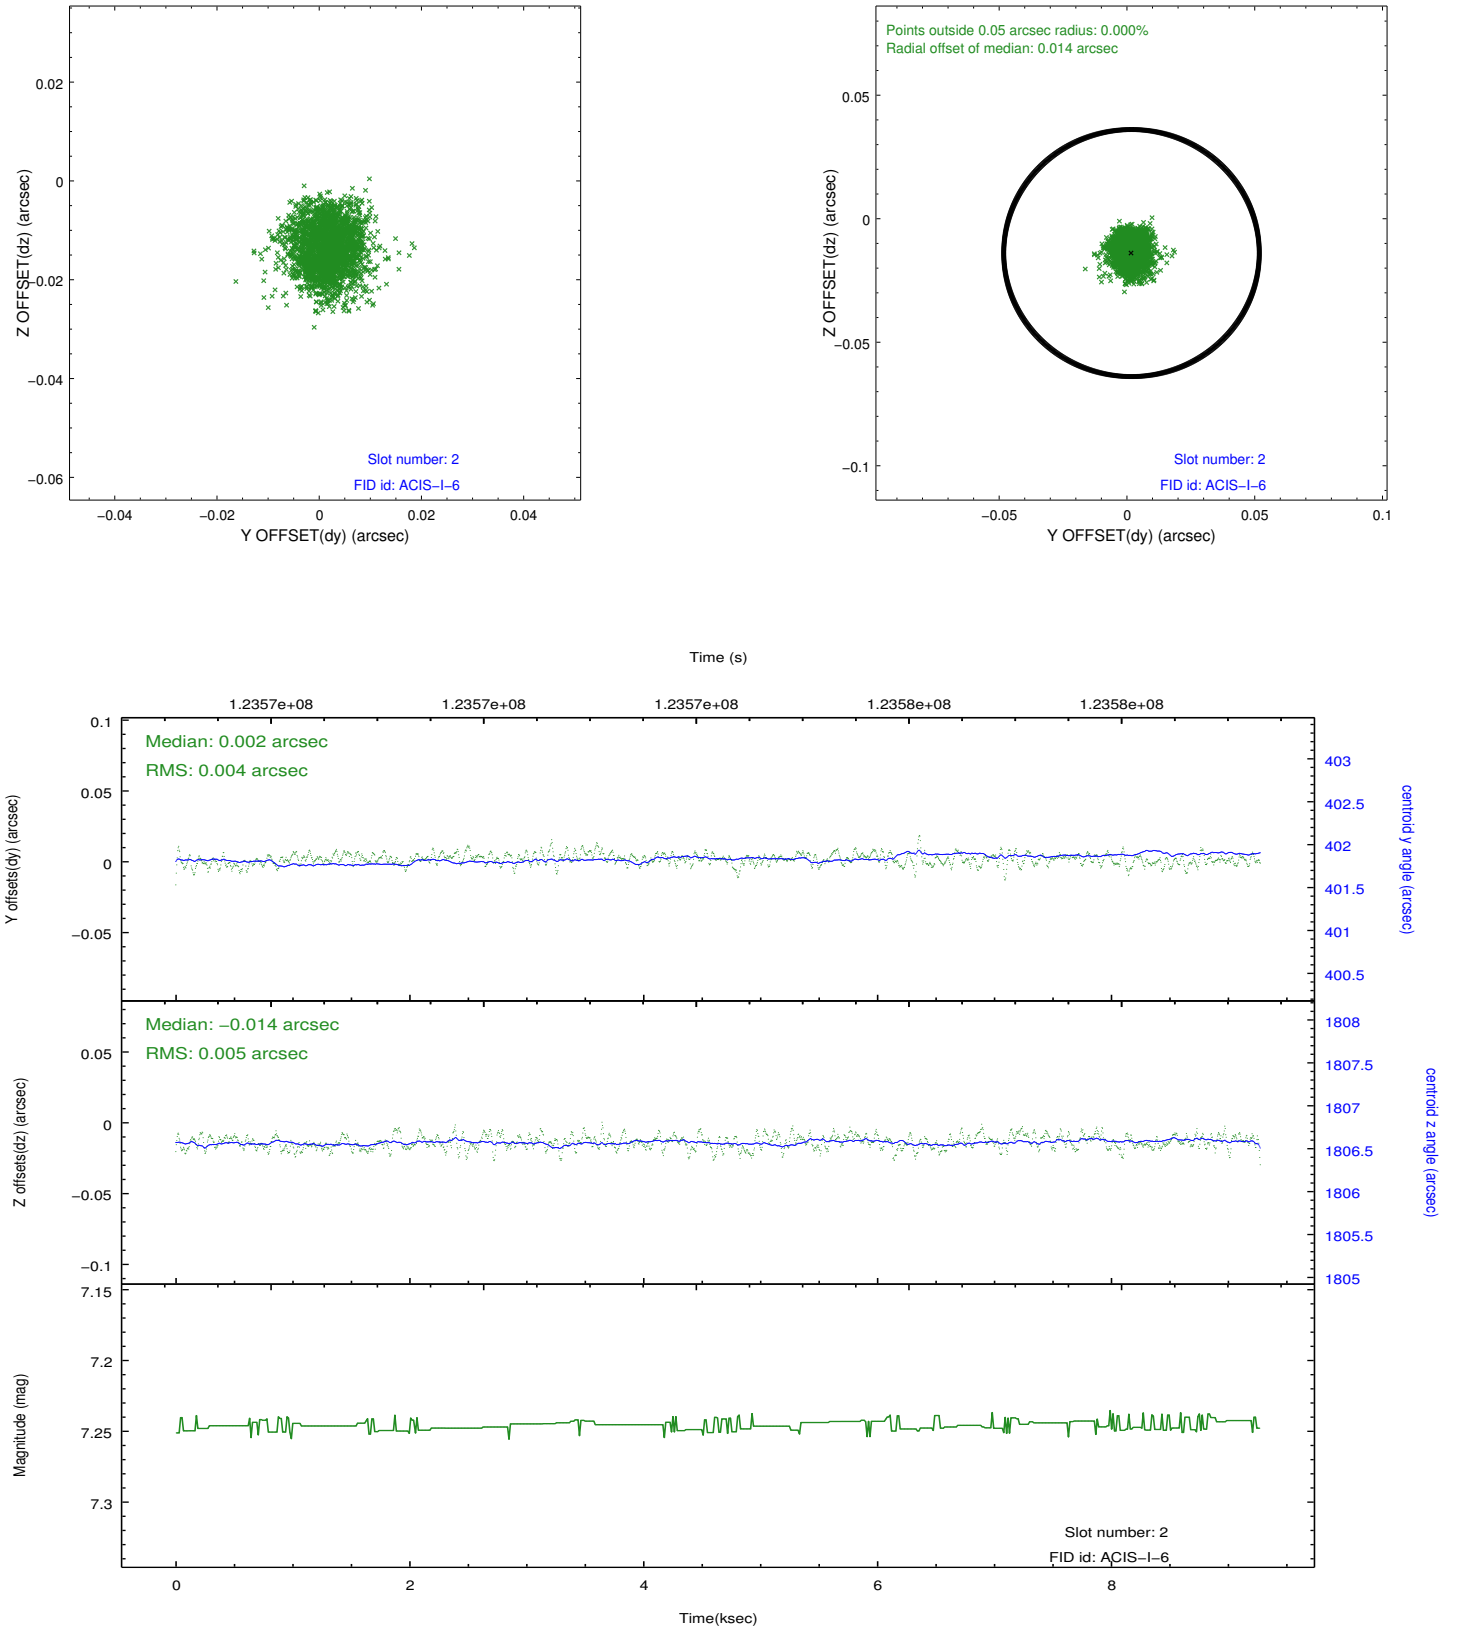 0.02
0
−0.02
−0.04
−0.06
Z OFFSET(dz) (arcsec)
Slot number: 2
FID id: ACIS−I−6
−0.04
−0.02
0
0.02
0.04
Y OFFSET(dy) (arcsec)
Points outside 0.05 arcsec radius: 0.000%
Radial offset of median: 0.014 arcsec
0.05
0
−0.05
−0.1
Z OFFSET(dz) (arcsec)
Slot number: 2
FID id: ACIS−I−6
−0.05
0
0.05
0.1
Y OFFSET(dy) (arcsec)
Time (s)
1.2357e+08
1.2357e+08
1.2357e+08
1.2358e+08
1.2358e+08
Median: 0.002 arcsec
RMS: 0.004 arcsec
0.1
0.05
0
−0.05
Y offsets(dy) (arcsec)
403
402.5
402
401.5
401
400.5
centroid y angle (arcsec)
Median: −0.014 arcsec
RMS: 0.005 arcsec
0.05
0
−0.05
−0.1
Z offsets(dz) (arcsec)
1808
1807.5
1807
1806.5
1806
1805.5
1805
centroid z angle (arcsec)
7.15
7.2
7.25
7.3
Magnitude (mag)
Slot number: 2
FID id: ACIS−I−6
0
2
4
6
8
Time(ksec)